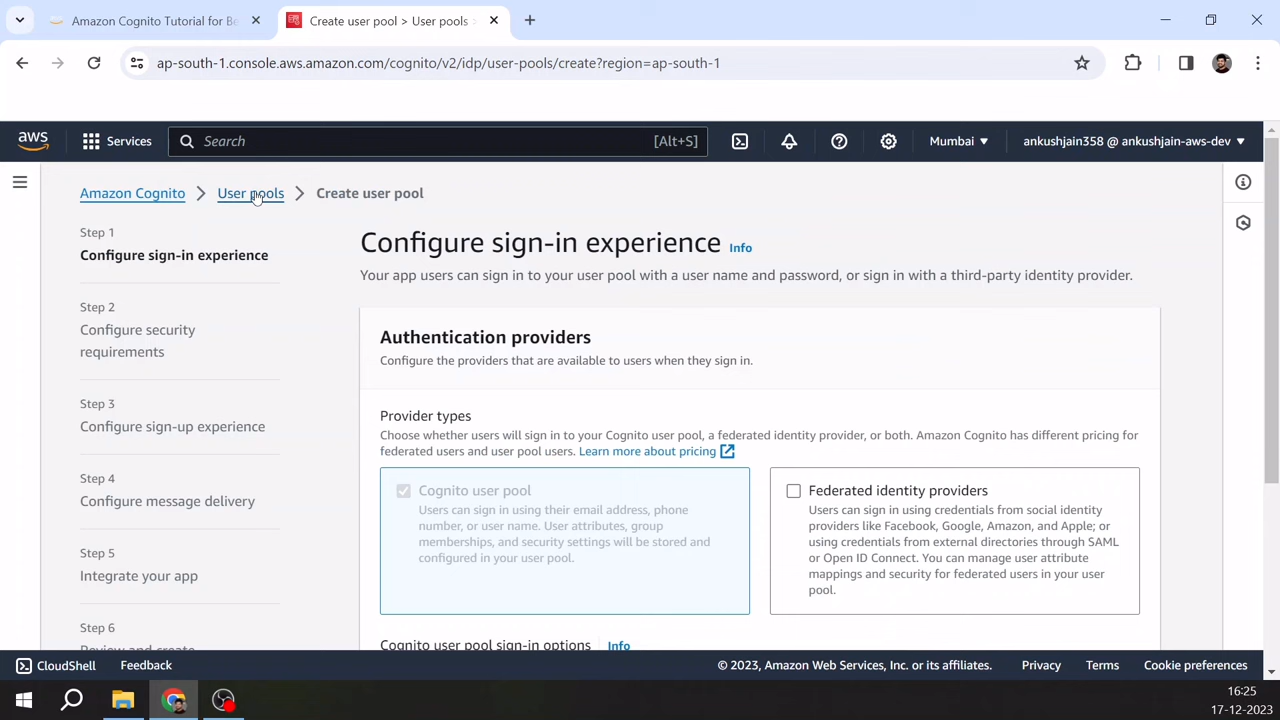 Amazon Cognito Tutorial for Be
Create user pool > User pools >
ap-south-1.console.aws.amazon.com/cognito/v2/idp/user-pools/create?region=ap-south-1
aws
Services
Search
[Alt+S]
Mumbai
ankushjain358 @ ankushjain-aws-dev
Amazon Cognito
User pools
Create user pool
Step 1
Configure sign-in experience
Step 2
Configure security
requirements
Step 3
Configure sign-up experience
Step 4
Configure message delivery
Step 5
Integrate your app
Step 6
Review and create
Configure sign-in experience Info
Your app users can sign in to your user pool with a user name and password, or sign in with a third-party identity provider.
Authentication providers
Configure the providers that are available to users when they sign in.
Provider types
Choose whether users will sign in to your Cognito user pool, a federated identity provider, or both. Amazon Cognito has different pricing for
federated users and user pool users. Learn more about pricing
Cognito user pool
Users can sign in using their email address, phone
number, or user name. User attributes, group
memberships, and security settings will be stored and
configured in your user pool.
Federated identity providers
Users can sign in using credentials from social identity
providers like Facebook, Google, Amazon, and Apple; or
using credentials from external directories through SAML
or Open ID Connect. You can manage user attribute
mappings and security for federated users in your user
pool.
Cognito user pool sign-in options Info
CloudShell
Feedback
© 2023, Amazon Web Services, Inc. or its affiliates.
Privacy
Terms
Cookie preferences
16:25
17-12-2023